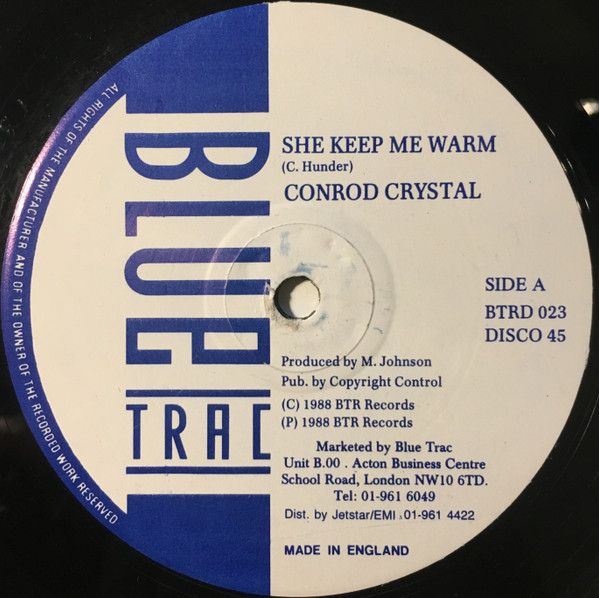 ALL RIGHTS OF THE MANUFACTURER AND OF THE OWNER OF THE RECORDED WORK RESERVED
BLUE
TRAC
SHE KEEP ME WARM
(C. Hunder)
CONROD CRYSTAL
SIDE A
BTRD 023
DISCO 45
Produced by M. Johnson
Pub. by Copyright Control
(C) 1988 BTR Records
(P) 1988 BTR Records
Marketed by Blue Trac
Unit B.00 . Acton Business Centre
School Road, London NW10 6TD.
Tel: 01-961 6049
Dist. by Jetstar/EMI .01-961 4422
MADE IN ENGLAND